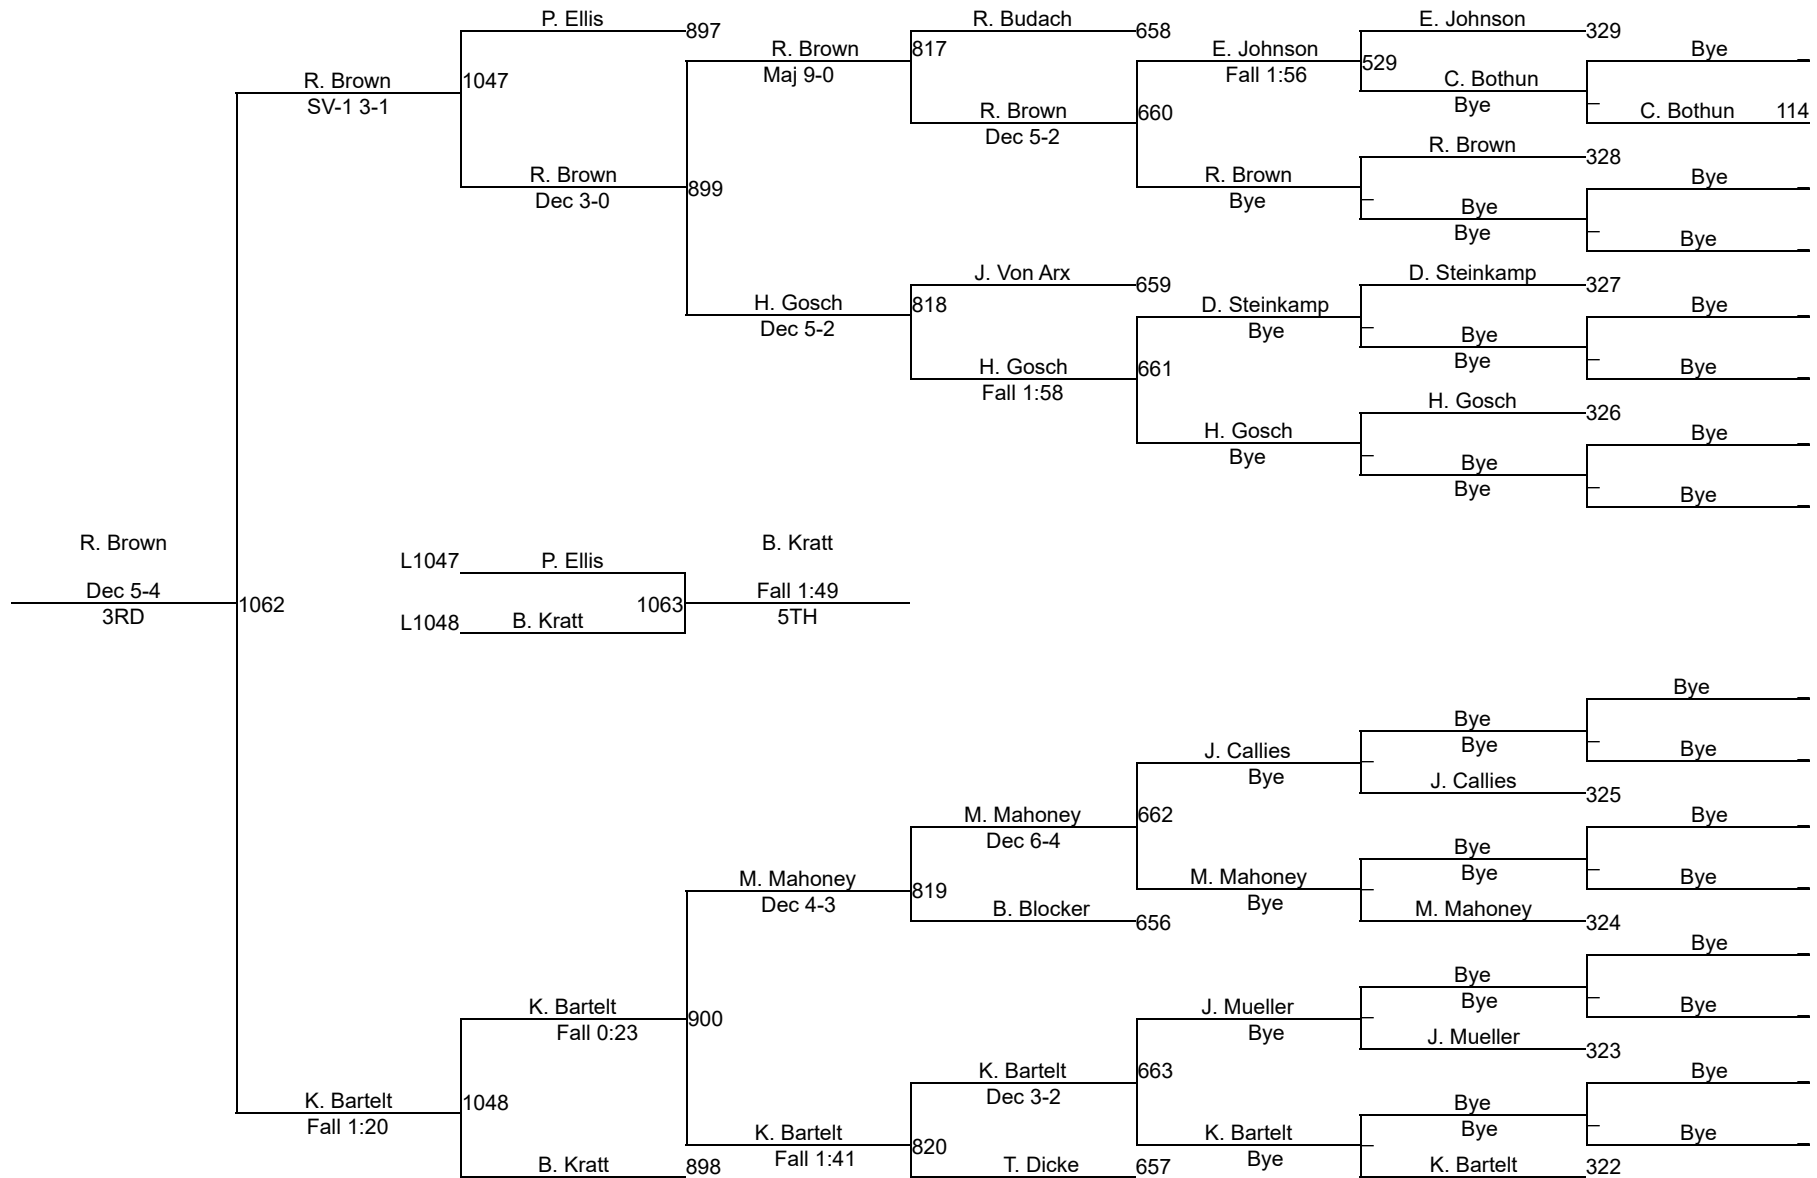 P. Ellis
897
R. Budach
658
E. Johnson
329
R. Brown
Maj 9-0
817
E. Johnson
Fall 1:56
529
Bye
R. Brown
SV-1 3-1
1047
C. Bothun
Bye
R. Brown
Dec 5-2
660
C. Bothun 114
R. Brown
328
R. Brown
Dec 3-0
899
R. Brown
Bye
Bye
Bye
Bye
Bye
J. Von Arx
659
D. Steinkamp
327
H. Gosch
Dec 5-2
818
D. Steinkamp
Bye
Bye
Bye
Bye
H. Gosch
Fall 1:58
661
Bye
H. Gosch
326
H. Gosch
Bye
Bye
Bye
Bye
Bye
R. Brown
Dec 5-4
3RD
1062
L1047 P. Ellis
L1048 B. Kratt
1063
B. Kratt
Fall 1:49
5TH
Bye
Bye
Bye
J. Callies
Bye
Bye
J. Callies
325
M. Mahoney
Dec 6-4
662
Bye
Bye
Bye
M. Mahoney
Dec 4-3
819
M. Mahoney
Bye
Bye
B. Blocker
656
M. Mahoney
324
Bye
Bye
Bye
K. Bartelt
Fall 0:23
900
J. Mueller
Bye
Bye
J. Mueller
323
K. Bartelt
Dec 3-2
663
Bye
K. Bartelt
Fall 1:20
1048
Bye
Bye
K. Bartelt
Fall 1:41
820
K. Bartelt
Bye
Bye
B. Kratt
898
T. Dicke
657
K. Bartelt
322